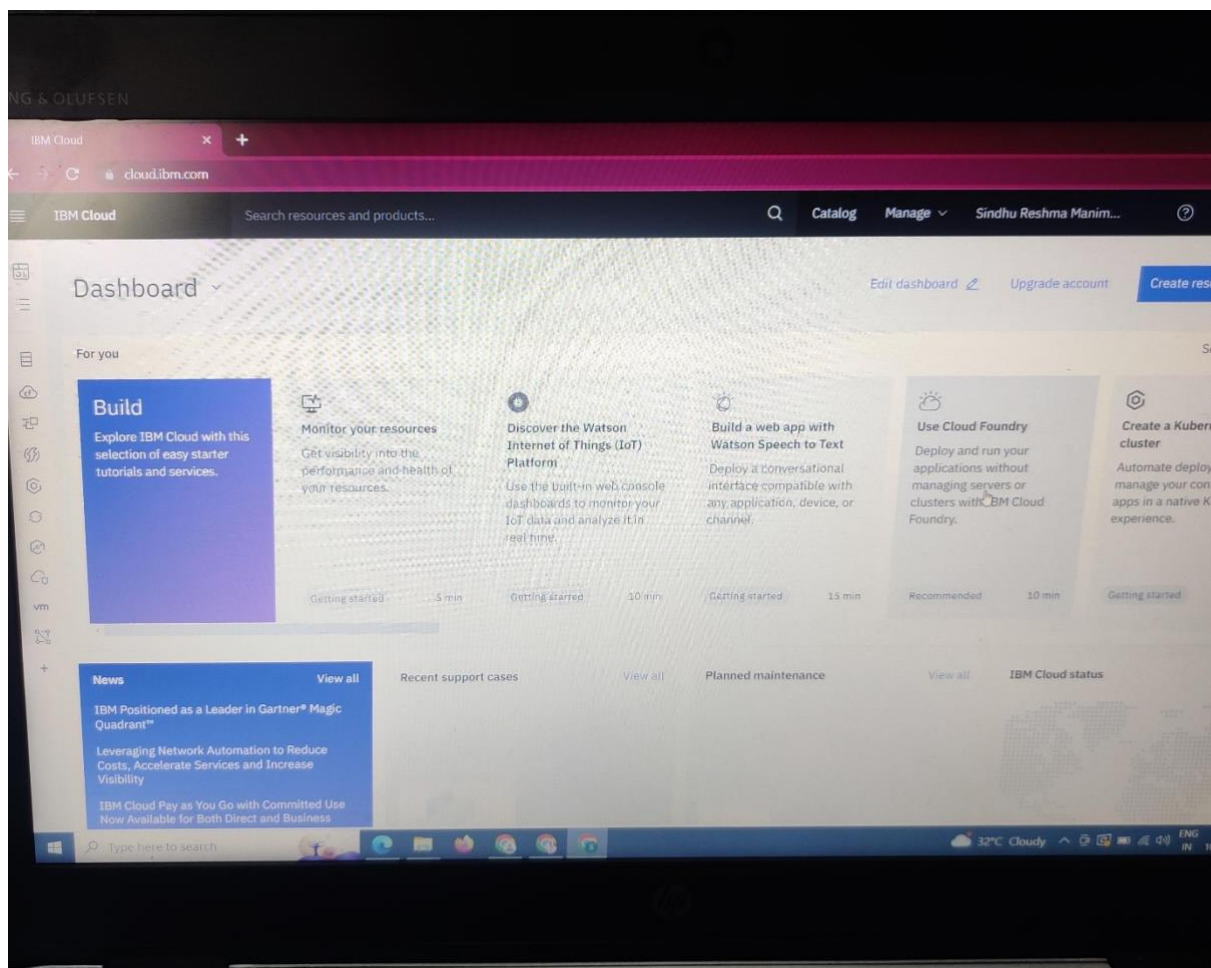 NG & OLUFSEN
IBM Cloud
cloud.ibm.com
IBM Cloud
Search resources and products...
Catalog
Manage
Sindhu Reshma Manim...
Dashboard
Edit dashboard
Upgrade account
Create res
For you
Build
Explore IBM Cloud with this
selection of easy starter
tutorials and services.
Monitor your resources
Get visibility into the
performance and health of
your resources.
Getting started
5 min
Discover the Watson
Internet of Things (IoT)
Platform
Use the built-in web console
dashboards to monitor your
IoT data and analyze it in
real time.
Getting started
10 min
Build a web app with
Watson Speech to Text
Deploy a conversational
interface compatible with
any application, device, or
channel.
Getting started
15 min
Use Cloud Foundry
Deploy and run your
applications without
managing servers or
clusters with IBM Cloud
Foundry.
Recommended
10 min
Create a Kubern
cluster
Automate deploy
manage your con
apps in a native K
experience.
Getting started
vm
News
View all
IBM Positioned as a Leader in Gartner® Magic
Quadrant™
Leveraging Network Automation to Reduce
Costs, Accelerate Services and Increase
Visibility
IBM Cloud Pay as You Go with Committed Use
Now Available for Both Direct and Business
Recent support cases
View all
Planned maintenance
View all
IBM Cloud status
Type here to search
32°C Cloudy
ENG
IN
hp